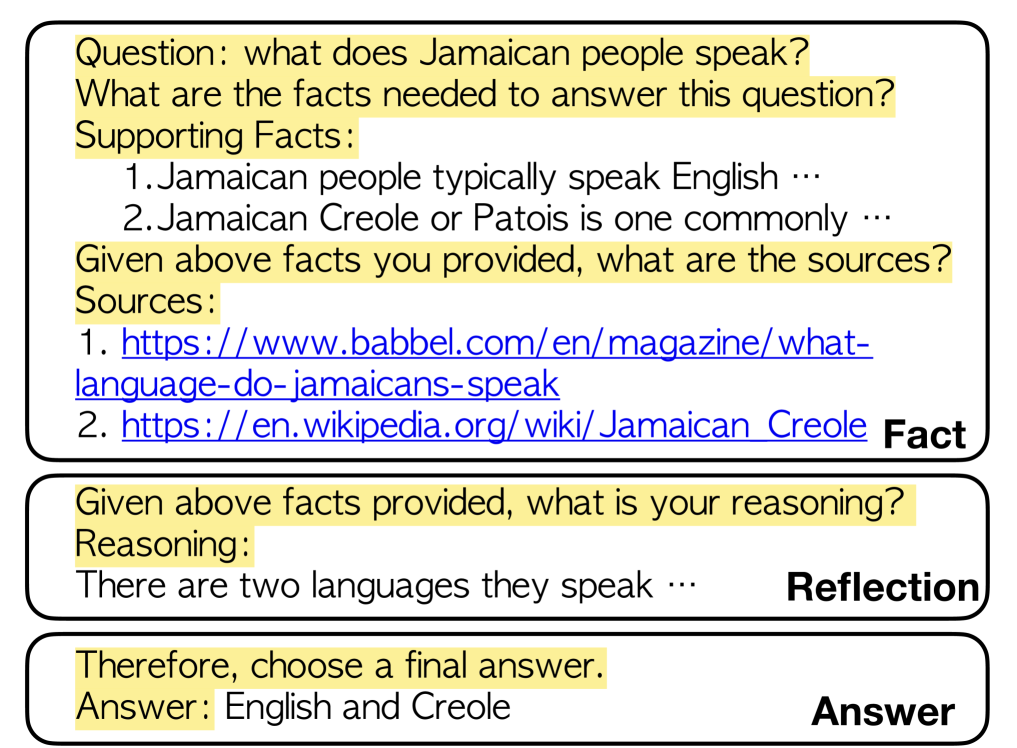 Question: what does Jamaican people speak?
What are the facts needed to answer this question?
Supporting Facts:
1.Jamaican people typically speak English ···
2.Jamaican Creole or Patois is one commonly ···
Given above facts you provided, what are the sources?
Sources:
1. https://www.babbel.com/en/magazine/what-
language-do-jamaicans-speak
2. https://en.wikipedia.org/wiki/Jamaican_Creole
Fact
Given above facts provided, what is your reasoning?
Reasoning:
There are two languages they speak ···
Reflection
Therefore, choose a final answer.
Answer: English and Creole
Answer